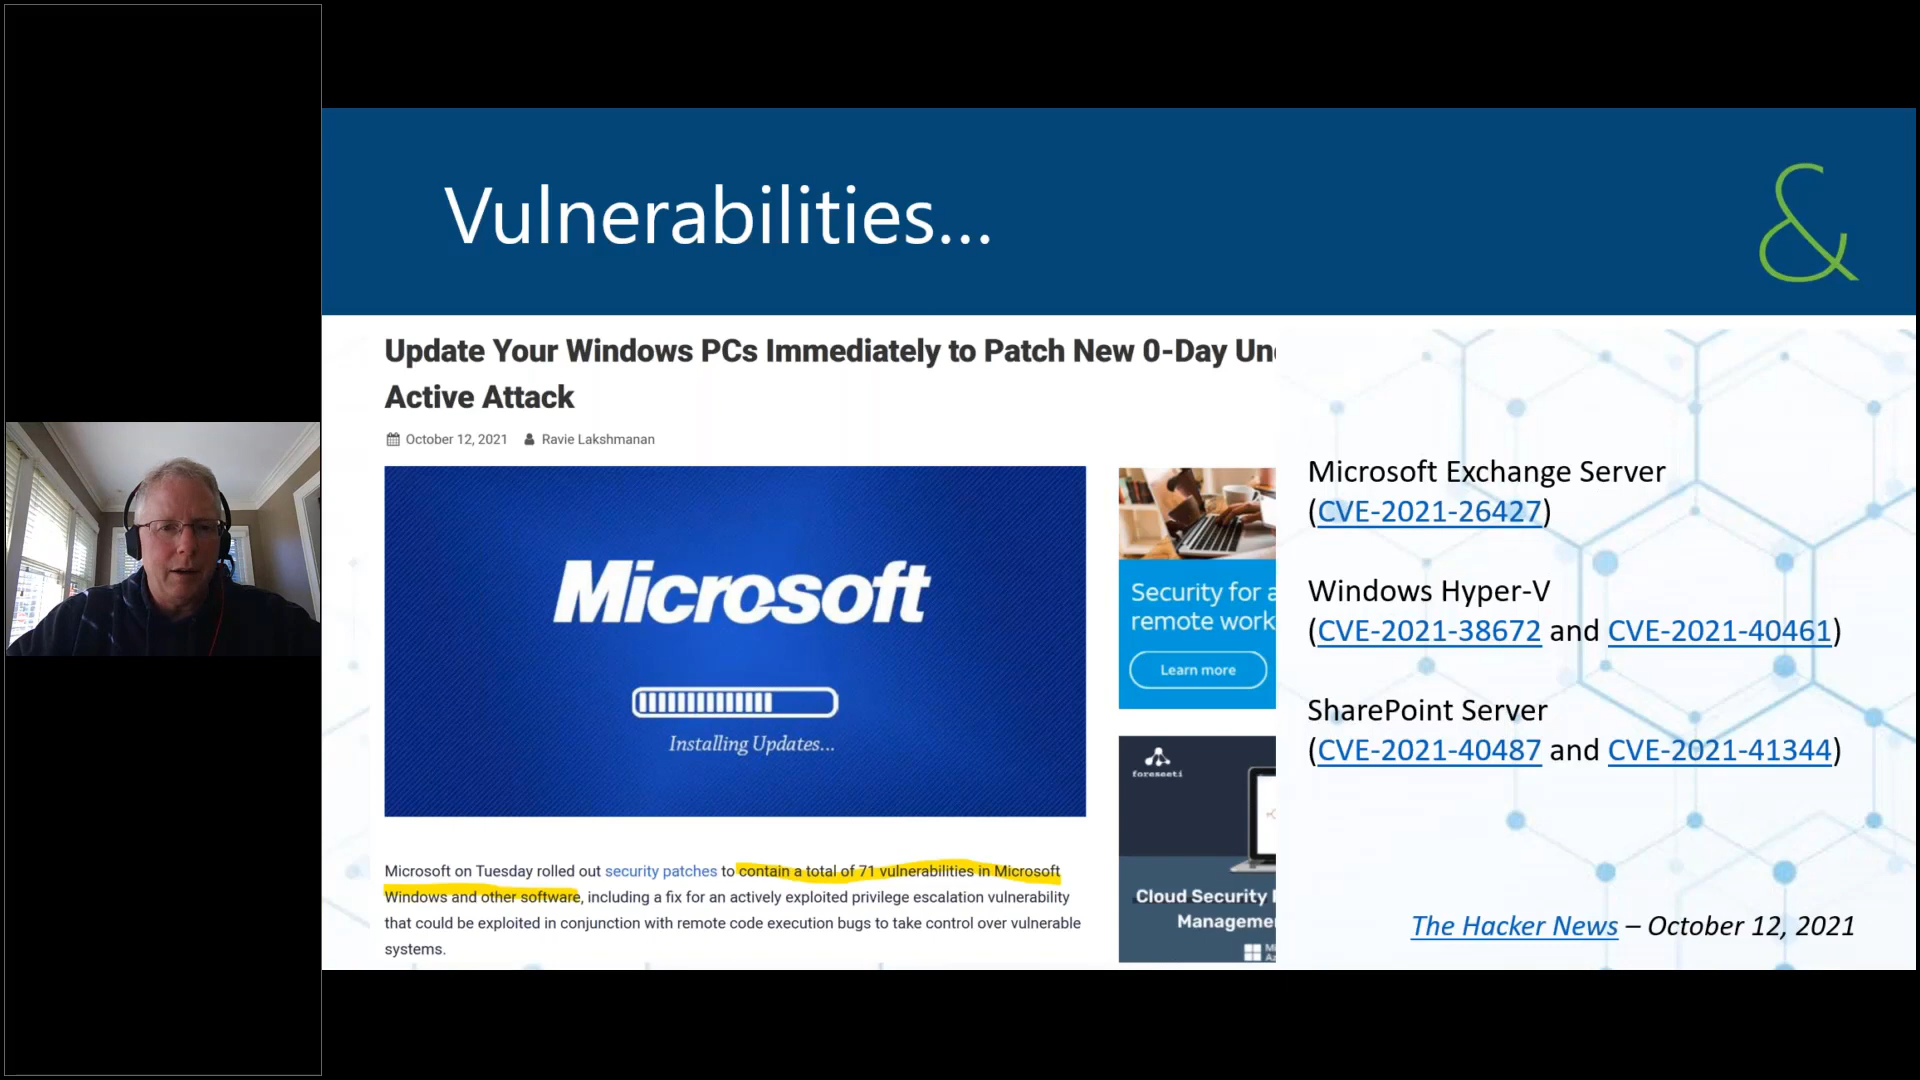 Vulnerabilities...
&
Update Your Windows PCs Immediately to Patch New 0-Day
Active Attack
October 12, 2021 Ravie Lakshmanan
Microsoft
Installing Updates...
Microsoft on Tuesday rolled out security patches to contain a total of 71 vulnerabilities in Microsoft
Windows and other software, including a fix for an actively exploited privilege escalation vulnerability
that could be exploited in conjunction with remote code execution bugs to take control over vulnerable
systems.
Security for a
remote work
Learn more
foreseeti
Cloud Security
Microsoft Exchange Server
(CVE-2021-26427)
Windows Hyper-V
(CVE-2021-38672 and CVE-2021-40461)
SharePoint Server
(CVE-2021-40487 and CVE-2021-41344)
The Hacker News – October 12, 2021